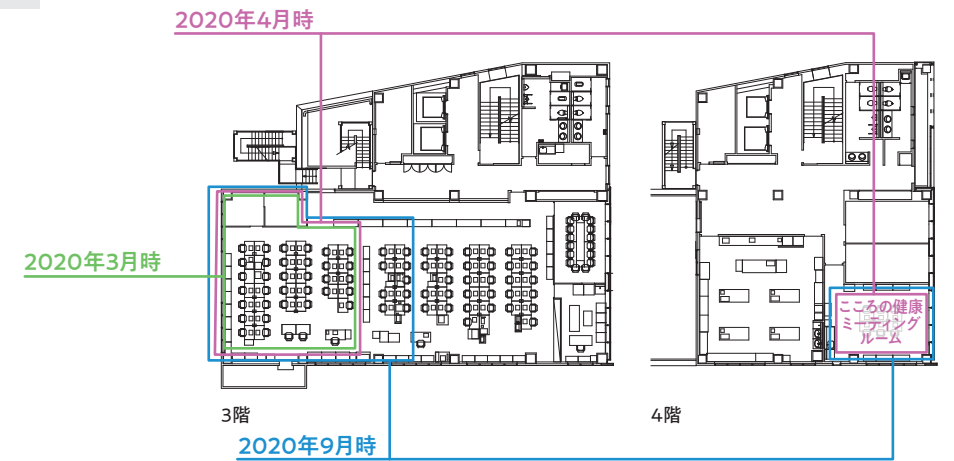 2020年4月時
2020年3月時
こころの健康
ミーティング
ルーム
3階
4階
2020年9月時